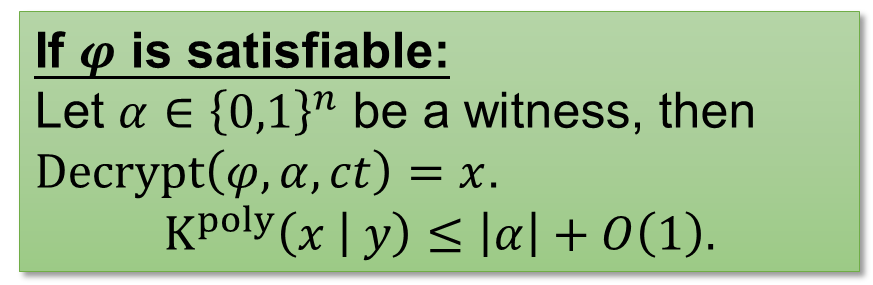 If φ is satisfiable:
Let α ∈ {0,1}ⁿ be a witness, then
Decrypt(φ, α, ct) = x.
K^poly(x | y) ≤ |α| + O(1).